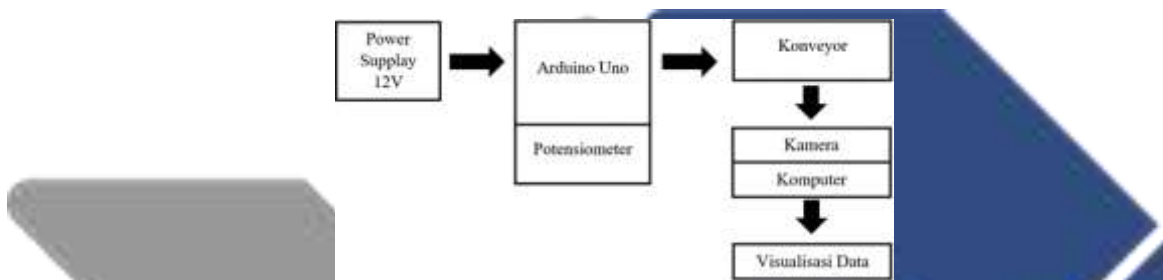 Power
Supplay
12V
Arduino Uno
Potensiometer
Konveyor
Kamera
Komputer
Visualisasi Data